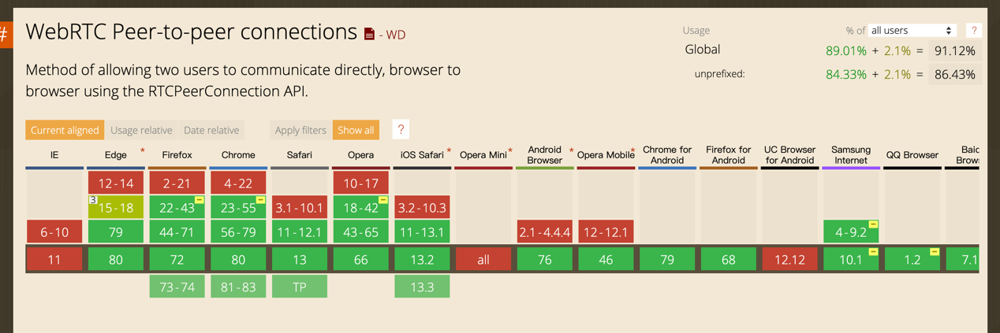 #
WebRTC Peer-to-peer connections - WD
Usage % of all users ?
Global 89.01% + 2.1% = 91.12%
unprefixed: 84.33% + 2.1% = 86.43%
Method of allowing two users to communicate directly, browser to
browser using the RTCPeerConnection API.
Current aligned Usage relative Date relative Apply filters Show all ?
IE Edge * Firefox Chrome Safari Opera iOS Safari * Opera Mini * Android Browser * Opera Mobile * Chrome for Android Firefox for Android UC Browser for Android Samsung Internet QQ Browser Baid Brows
12-14 2-21 4-22 10-17
3 15-18 22-43 23-55 3.1-10.1 18-42 3.2-10.3
6-10 79 44-71 56-79 11-12.1 43-65 11-13.1 2.1-4.4.4 12-12.1 4-9.2
11 80 72 80 13 66 13.2 all 76 46 79 68 12.12 10.1 1.2 7.1
73-74 81-83 TP 13.3